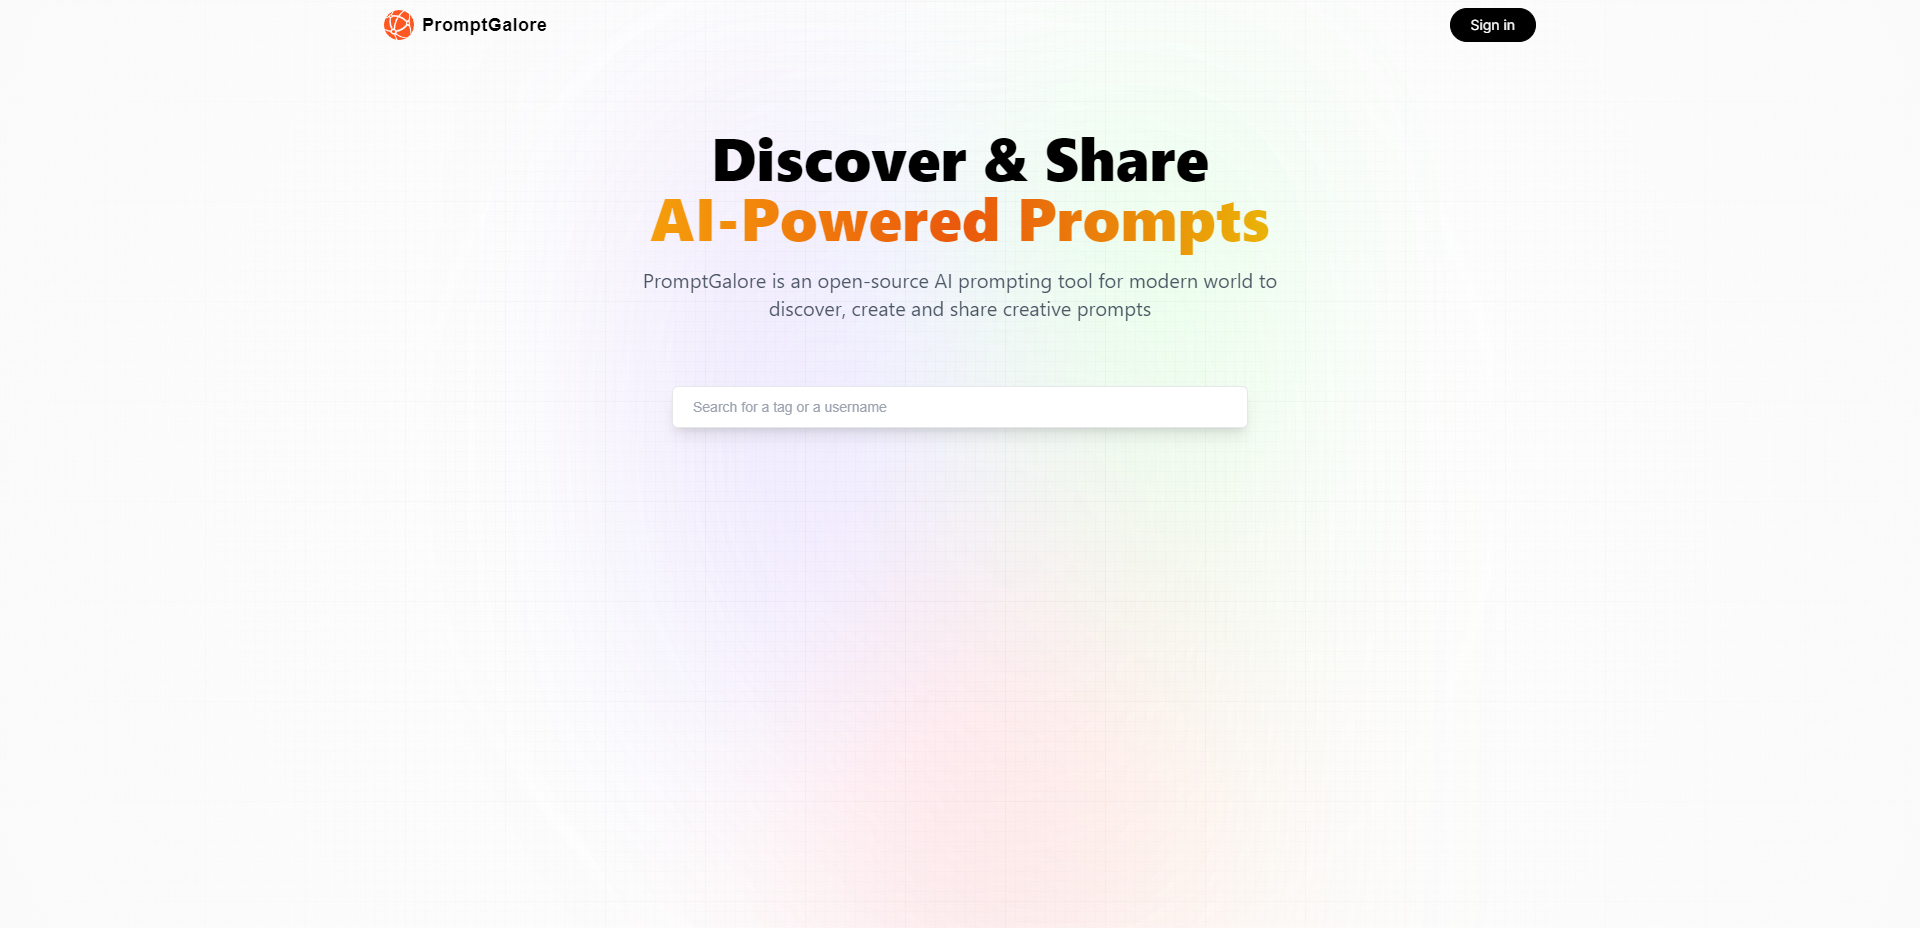 PromptGalore
Sign in
Discover & Share
AI-Powered Prompts
PromptGalore is an open-source AI prompting tool for modern world to
discover, create and share creative prompts
Search for a tag or a username